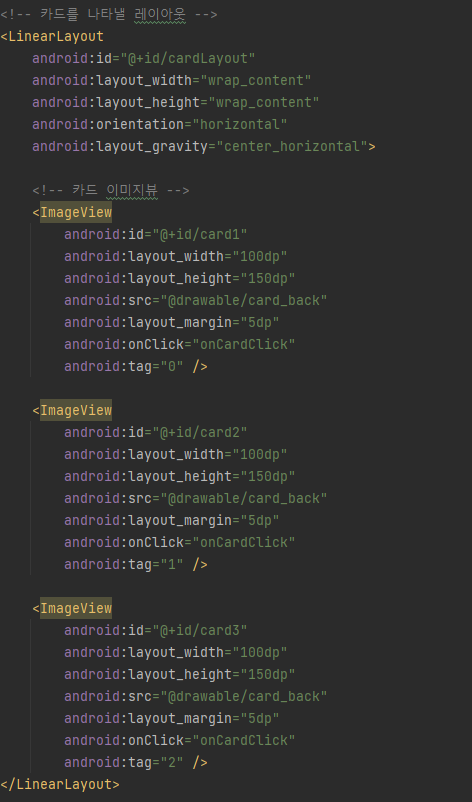 <!-- 카드를 나타낼 레이아웃 -->
<LinearLayout
    android:id="@+id/cardLayout"
    android:layout_width="wrap_content"
    android:layout_height="wrap_content"
    android:orientation="horizontal"
    android:layout_gravity="center_horizontal">

    <!-- 카드 이미지뷰 -->
    <ImageView
        android:id="@+id/card1"
        android:layout_width="100dp"
        android:layout_height="150dp"
        android:src="@drawable/card_back"
        android:layout_margin="5dp"
        android:onClick="onCardClick"
        android:tag="0" />

    <ImageView
        android:id="@+id/card2"
        android:layout_width="100dp"
        android:layout_height="150dp"
        android:src="@drawable/card_back"
        android:layout_margin="5dp"
        android:onClick="onCardClick"
        android:tag="1" />

    <ImageView
        android:id="@+id/card3"
        android:layout_width="100dp"
        android:layout_height="150dp"
        android:src="@drawable/card_back"
        android:layout_margin="5dp"
        android:onClick="onCardClick"
        android:tag="2" />
</LinearLayout>